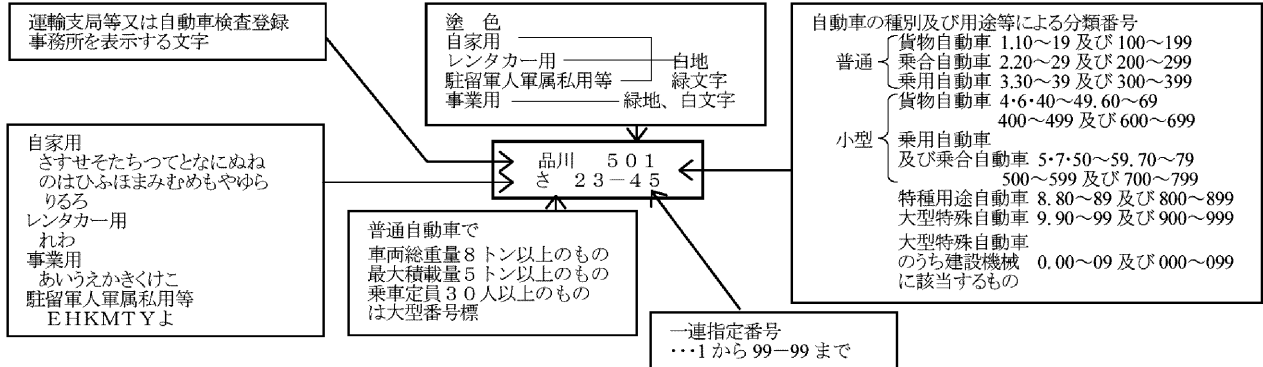 運輸支局等又は自動車検査登録
事務所を表示する文字
塗 色
自家用
レンタカー用 白地
駐留軍人軍属私用等 緑文字
事業用 緑地、白文字
自動車の種別及び用途等による分類番号
普通
貨物自動車 1.10～19 及び 100～199
乗合自動車 2.20～29 及び 200～299
乗用自動車 3.30～39 及び 300～399
小型
貨物自動車 4・6・40～49.60～69
400～499 及び 600～699
乗用自動車
及び乗合自動車 5・7・50～59.70～79
500～599 及び 700～799
特種用途自動車 8.80～89 及び 800～899
大型特殊自動車 9.90～99 及び 900～999
大型特殊自動車
のうち建設機械 0.00～09 及び 000～099
に該当するもの
品川 501
さ 23－45
自家用
さすせそたちつてとなにぬね
のはひふほまみむめもやゆら
りるろ
レンタカー用
れわ
事業用
あいうえかきくけこ
駐留軍人軍属私用等
ＥＨＫＭＴＹよ
普通自動車で
車両総重量８トン以上のもの
最大積載量５トン以上のもの
乗車定員３０人以上のもの
は大型番号標
一連指定番号
・・・1 から 99－99 まで